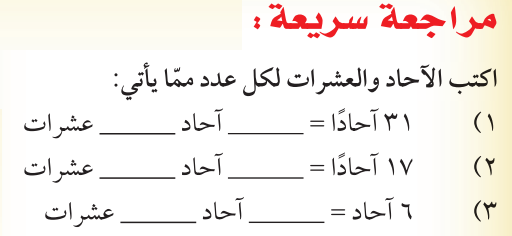 مراجعة سريعة :
اكتب الآحاد والعشرات لكل عدد ممّا يأتي:
١) ٣١ آحادًا = ______ آحاد ______ عشرات
٢) ١٧ آحادًا = ______ آحاد ______ عشرات
٣) ٦ آحاد = ______ آحاد ______ عشرات